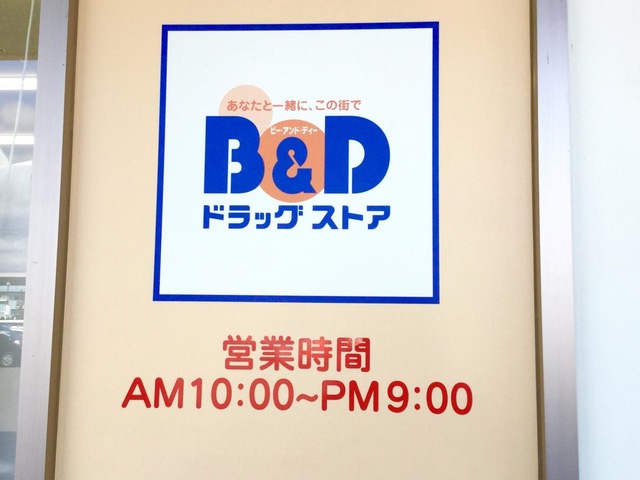 あなたと一緒に、この街で
ビー・アンド・ディー
B&D
ドラッグストア
営業時間
AM10:00~PM9:00